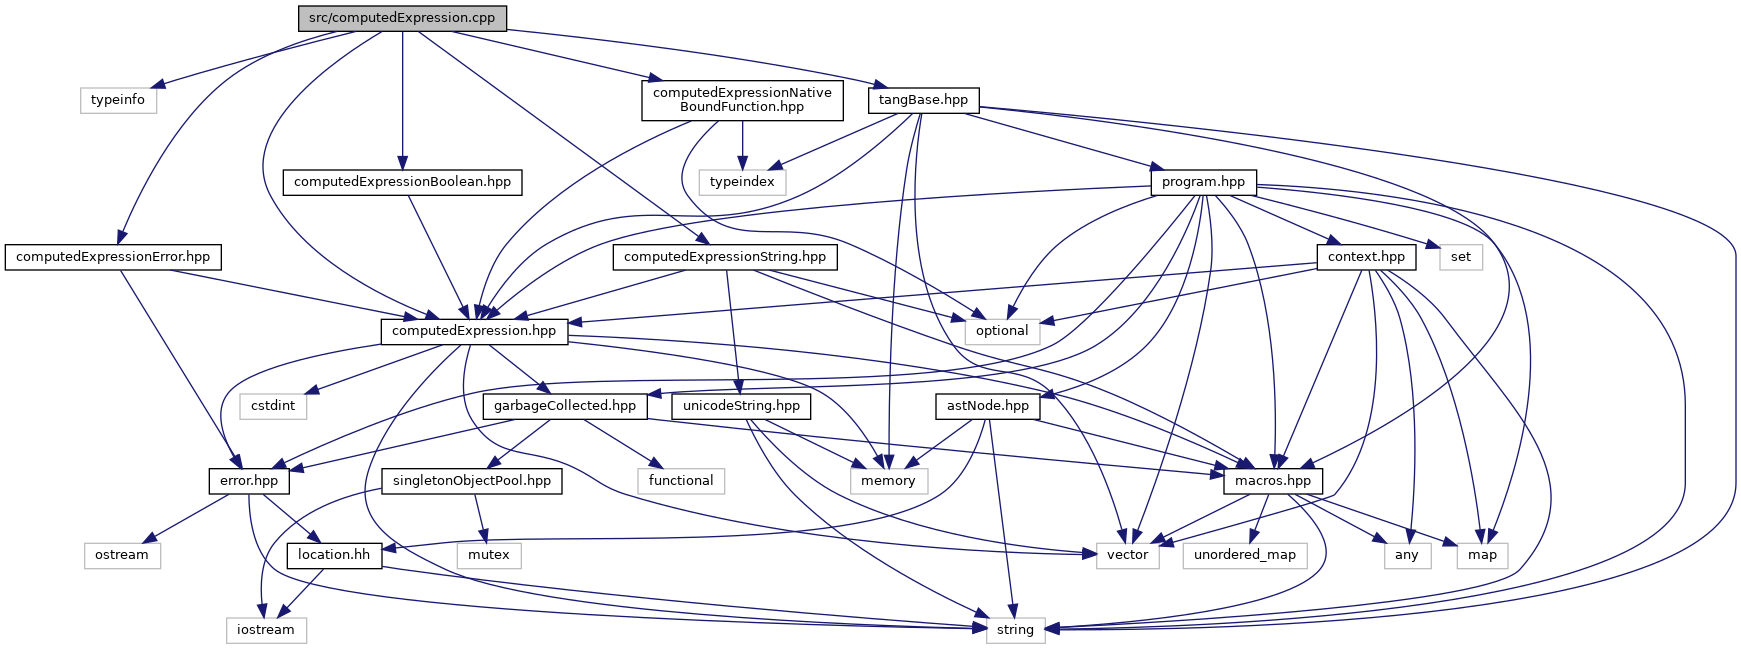 src/computedExpression.cpp
typeinfo
computedExpressionNative
BoundFunction.hpp
tangBase.hpp
computedExpressionBoolean.hpp
typeindex
program.hpp
computedExpressionError.hpp
computedExpressionString.hpp
context.hpp
set
computedExpression.hpp
optional
cstdint
garbageCollected.hpp
unicodeString.hpp
astNode.hpp
error.hpp
singletonObjectPool.hpp
functional
memory
macros.hpp
ostream
location.hh
mutex
vector
unordered_map
any
map
iostream
string